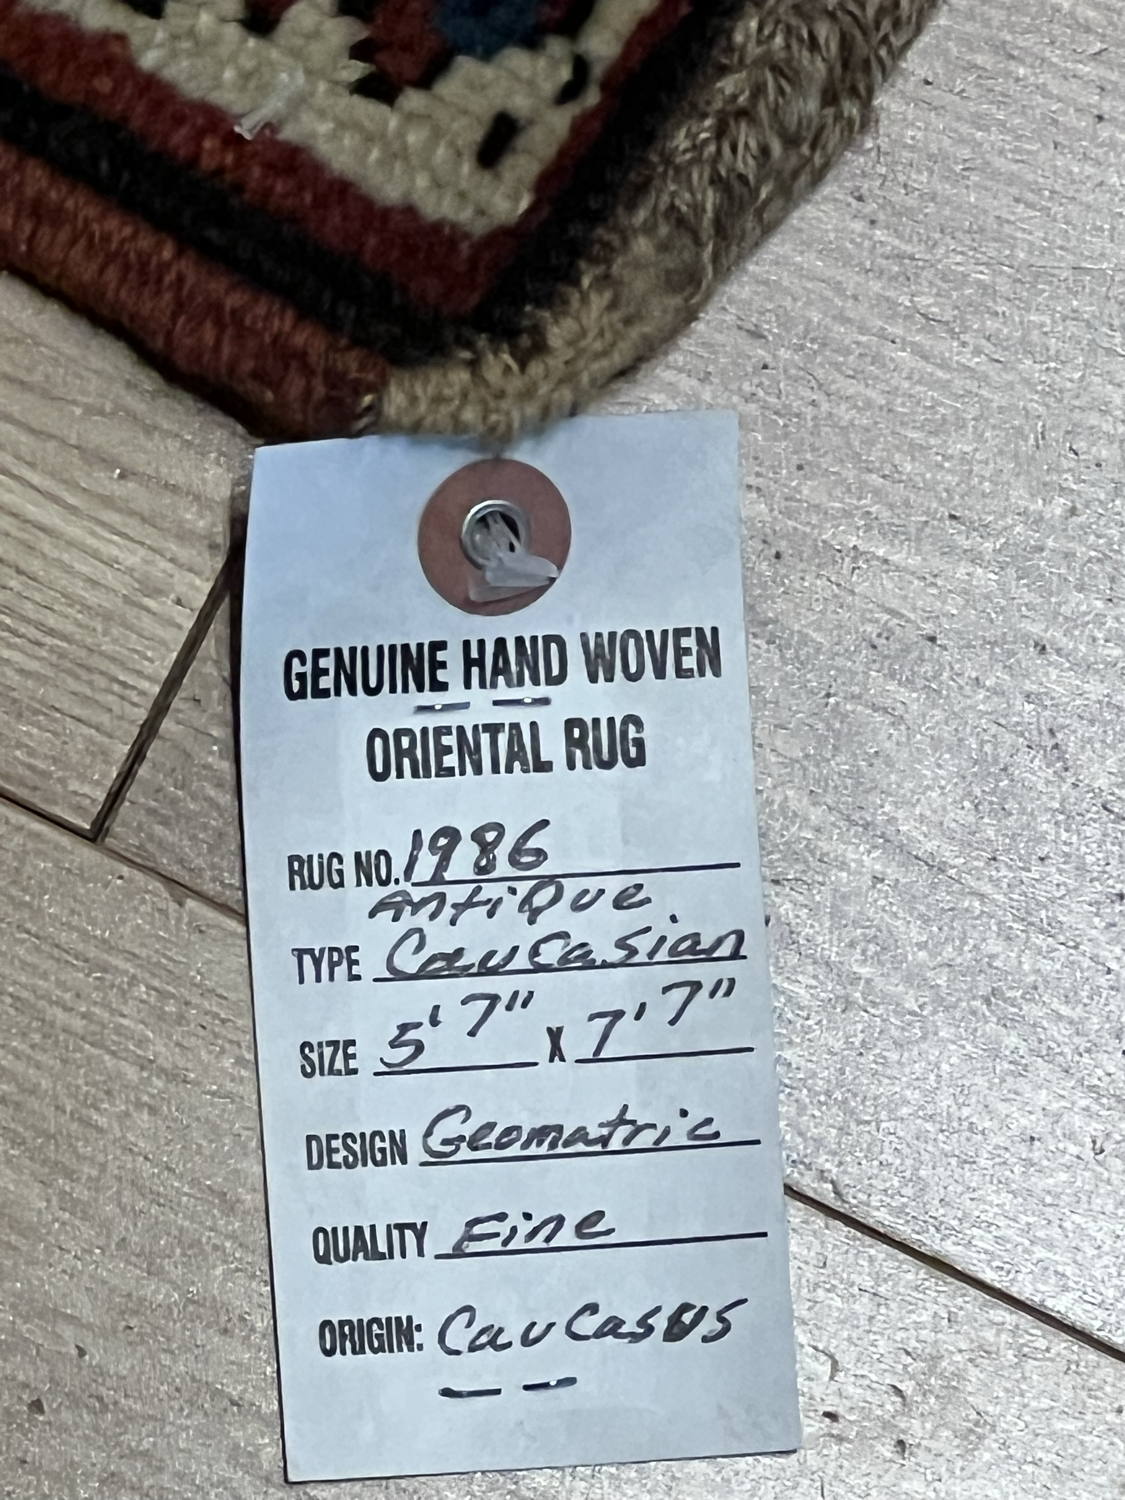 GENUINE HAND WOVEN
ORIENTAL RUG
RUG NO. 1986
Antique
TYPE Caucasian
SIZE 5'7" X 7'7"
DESIGN Geomatric
QUALITY Fine
ORIGIN: Caucasus